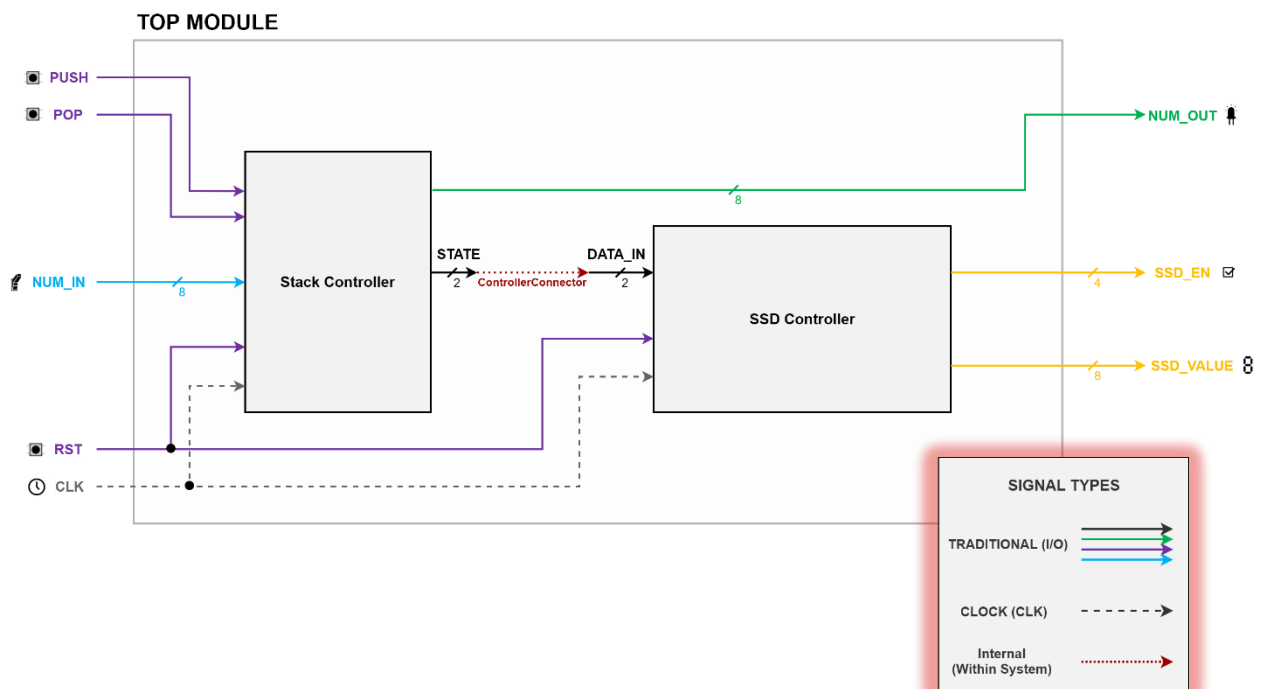 TOP MODULE
PUSH
POP
NUM_OUT
8
STATE
DATA_IN
2
ControllerConnector
2
NUM_IN
8
Stack Controller
SSD Controller
4
SSD_EN
8
SSD_VALUE
RST
CLK
SIGNAL TYPES
TRADITIONAL (I/O)
CLOCK (CLK)
Internal
(Within System)